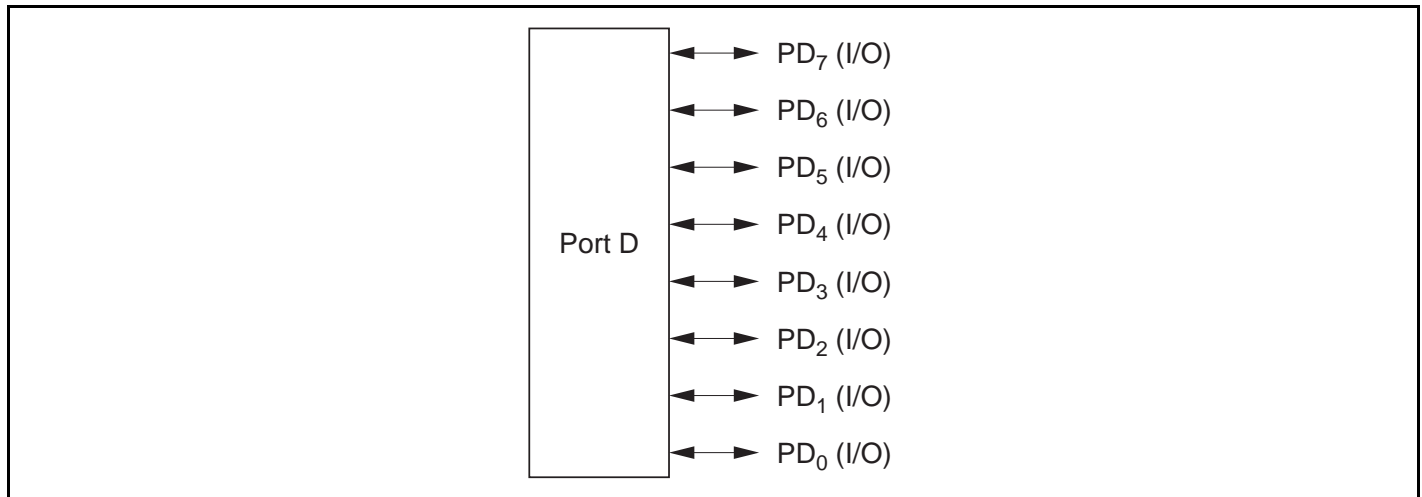 PD₇ (I/O)
PD₆ (I/O)
PD₅ (I/O)
PD₄ (I/O)
Port D
PD₃ (I/O)
PD₂ (I/O)
PD₁ (I/O)
PD₀ (I/O)